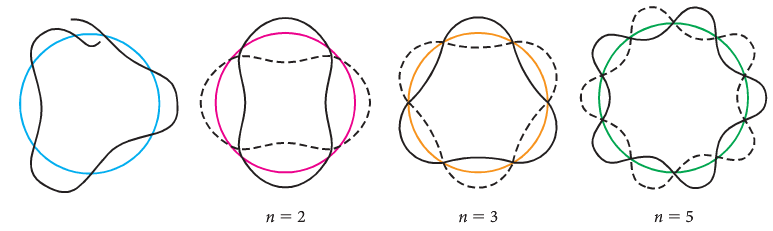 n = 2
n = 3
n = 5